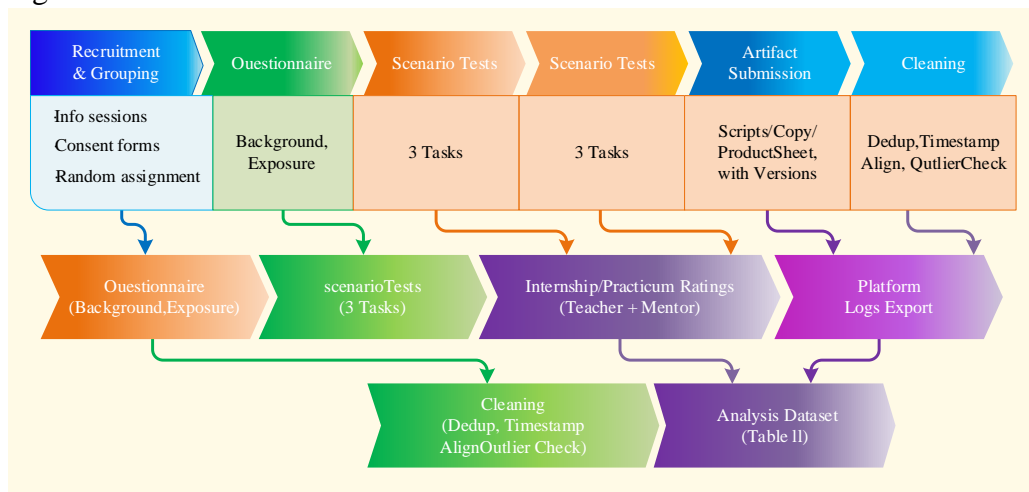 Recruitment
& Grouping
Ouestionnaire
Scenario Tests
Scenario Tests
Artifact
Submission
Cleaning
Info sessions
Consent forms
Random assignment
Background,
Exposure
3 Tasks
3 Tasks
Scripts/Copy/
ProductSheet,
with Versions
Dedup,Timestamp
Align, QutlierCheck
Ouestionnaire
(Background,Exposure)
scenarioTests
(3 Tasks)
Internship/Practicum Ratings
(Teacher + Mentor)
Platform
Logs Export
Cleaning
(Dedup, Timestamp
AlignOutlier Check)
Analysis Dataset
(Table ll)